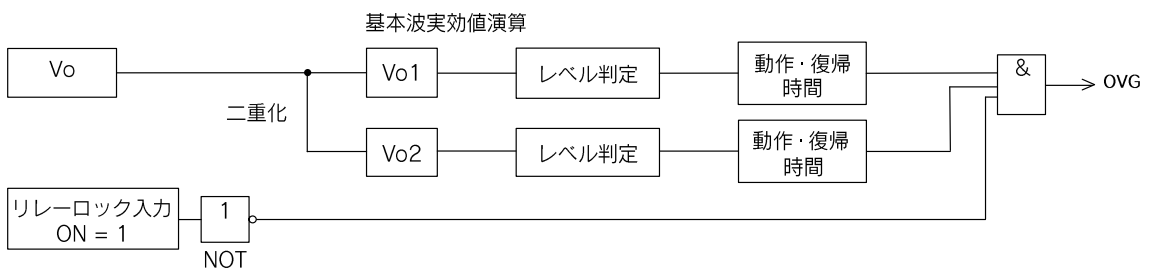 基本波実効値演算
Vo
Vo1
レベル判定
動作・復帰
時間
&
OVG
二重化
Vo2
レベル判定
動作・復帰
時間
リレーロック入力
ON = 1
1
NOT